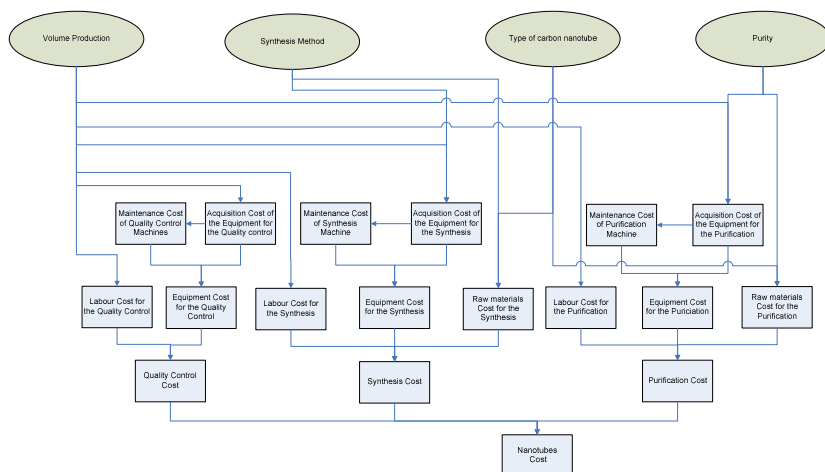 Volume Production
Synthesis Method
Type of carbon nanotube
Purity
Maintenance Cost
of Quality Control
Machines
Acquisition Cost of
the Equipment for
the Quality control
Maintenance Cost
of Synthesis
Machine
Acquisition Cost of
the Equipment for
the Synthesis
Maintenance Cost
of Purification
Machine
Acquisition Cost of
the Equipment for
the Purification
Labour Cost for
the Quality Control
Equipment Cost
for the Quality
Control
Labour Cost for
the Synthesis
Equipment Cost
for the Synthesis
Raw materials
Cost for the
Synthesis
Labour Cost for
the Purification
Equipment Cost
for the Puriciation
Raw materials
Cost for the
Purification
Quality Control
Cost
Synthesis Cost
Purification Cost
Nanotubes
Cost